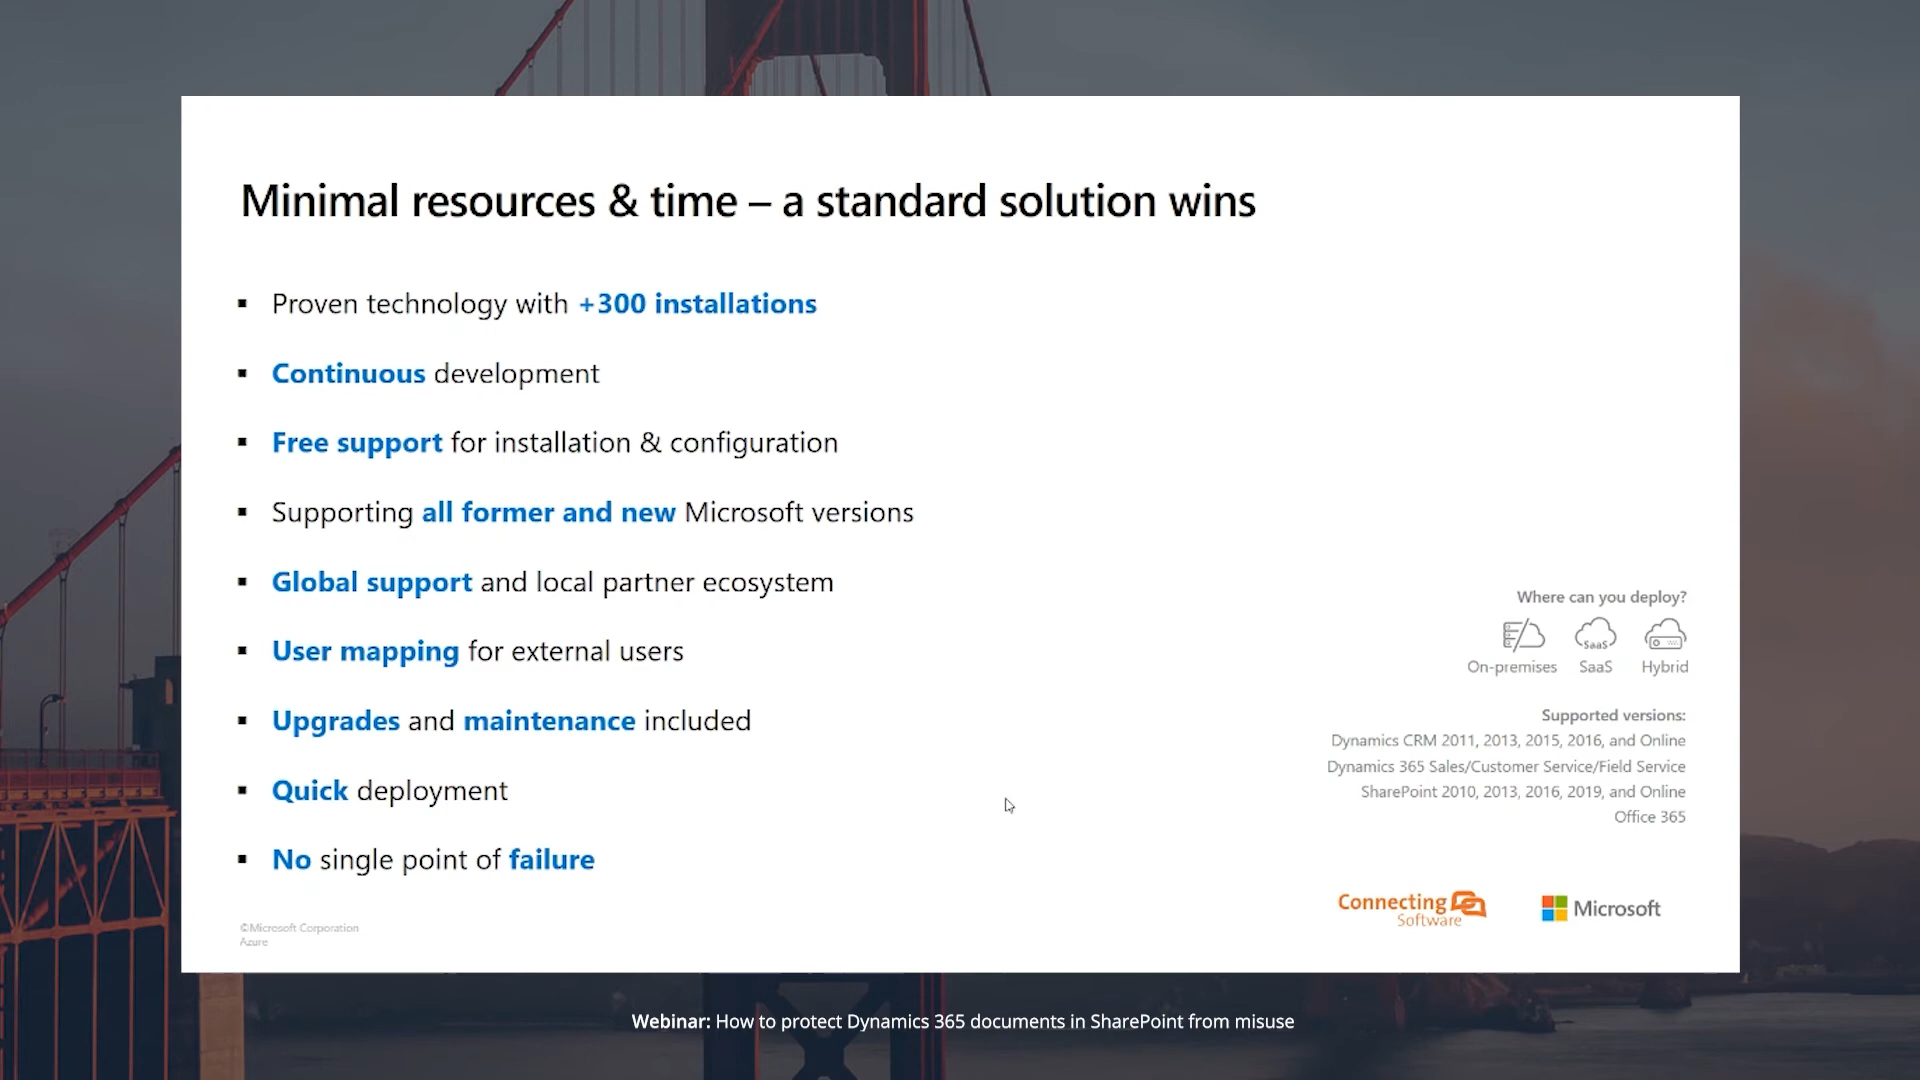 Minimal resources & time – a standard solution wins
▪ Proven technology with +300 installations
▪ Continuous development
▪ Free support for installation & configuration
▪ Supporting all former and new Microsoft versions
▪ Global support and local partner ecosystem
▪ User mapping for external users
▪ Upgrades and maintenance included
▪ Quick deployment
▪ No single point of failure
Where can you deploy?
SaaS
On-premises SaaS Hybrid
Supported versions:
Dynamics CRM 2011, 2013, 2015, 2016, and Online
Dynamics 365 Sales/Customer Service/Field Service
SharePoint 2010, 2013, 2016, 2019, and Online
Office 365
Connecting
Software
Microsoft
©Microsoft Corporation
Azure
Webinar: How to protect Dynamics 365 documents in SharePoint from misuse